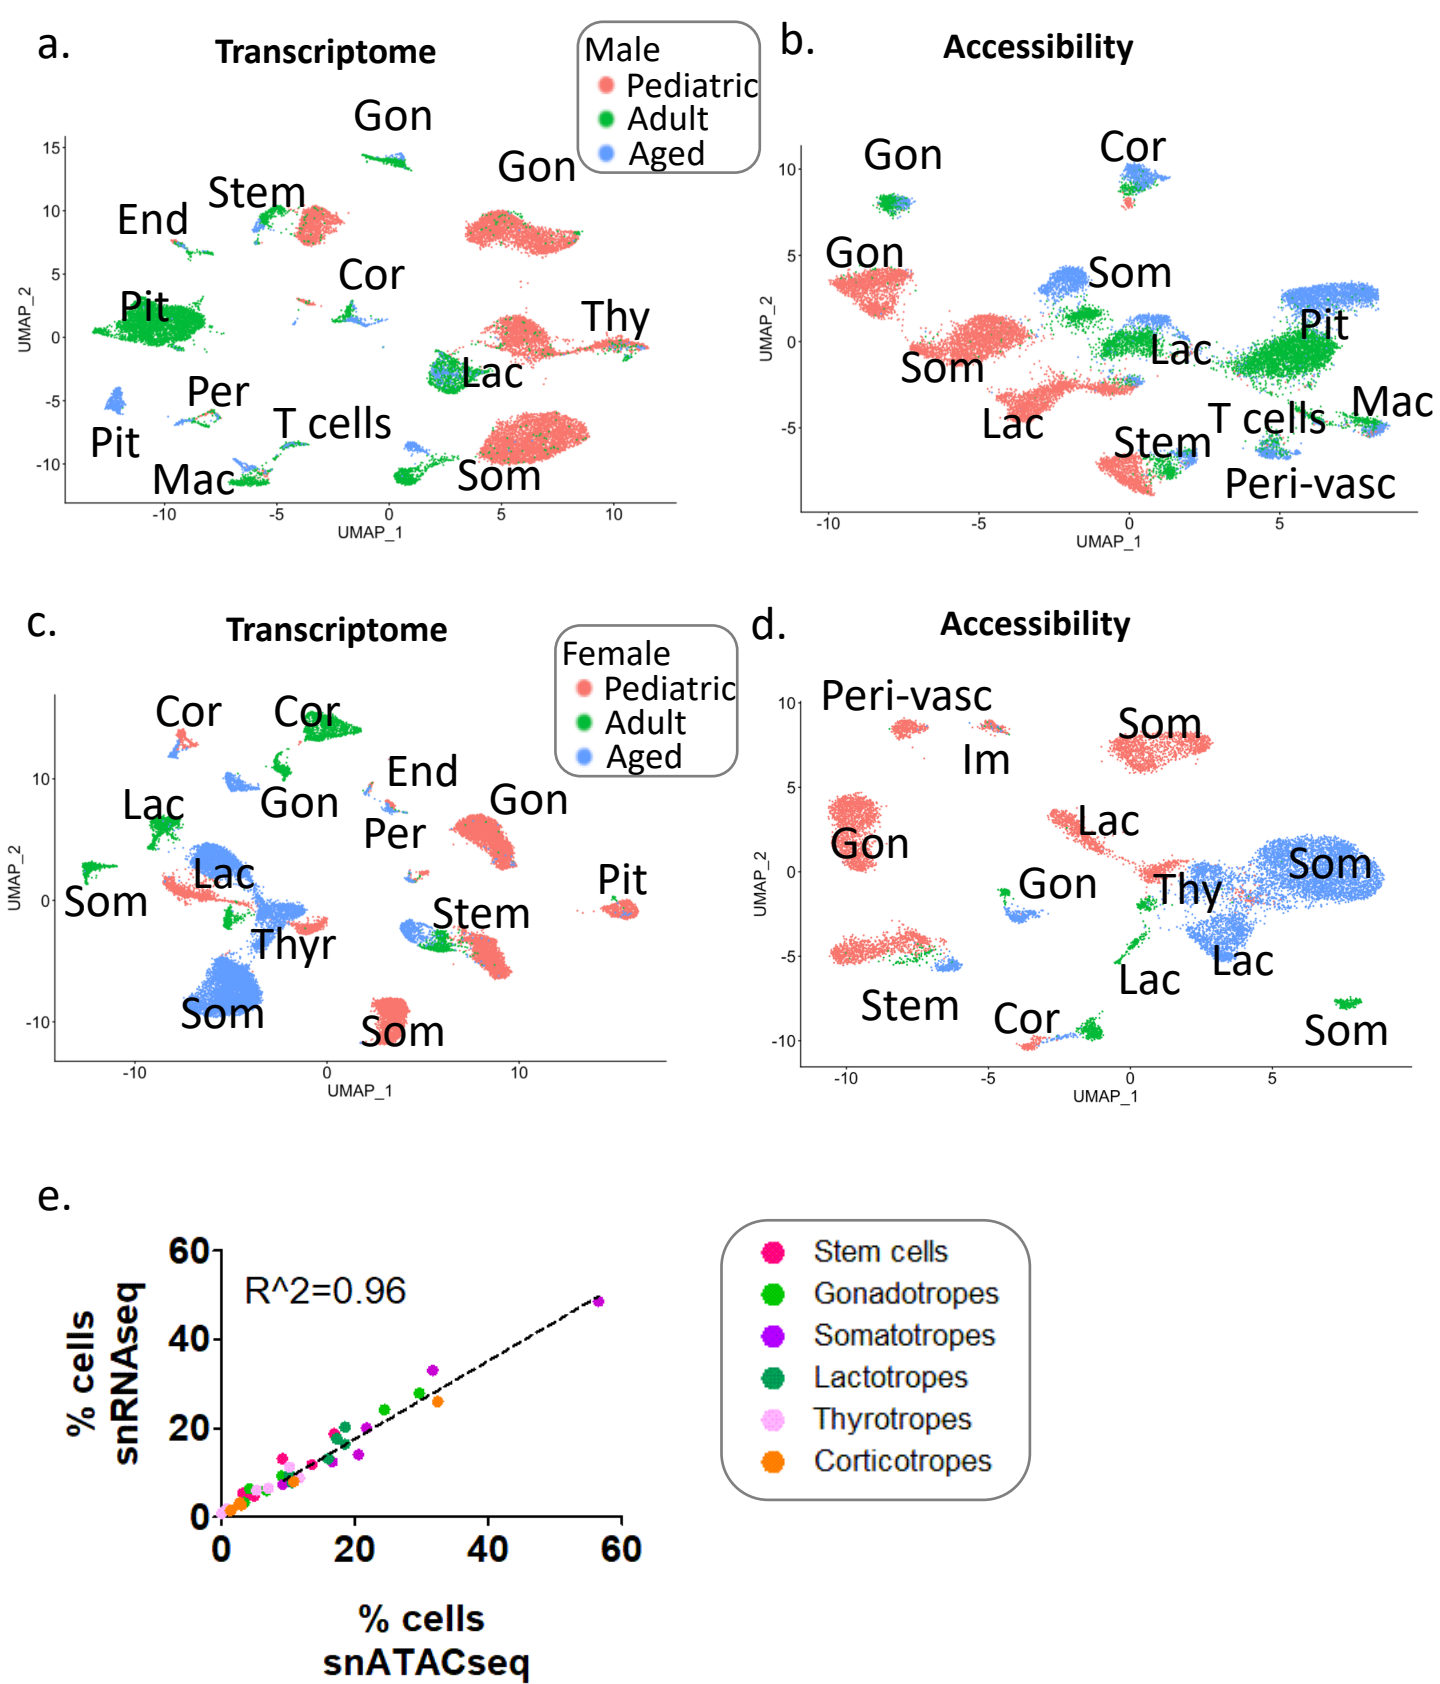 a.
Transcriptome
Male
Pediatric
Adult
Aged
Gon
Gon
Stem
End
Cor
Pit
Thy
Lac
Per
Pit
T cells
Mac
Som
15
10
5
0
-5
-10
UMAP_2
-10
-5
0
5
10
UMAP_1
b.
Accessibility
Gon
Cor
Gon
Som
Pit
Som
Lac
Lac
Mac
T cells
Stem
Peri-vasc
10
5
0
-5
UMAP_2
-10
-5
0
5
UMAP_1
c.
Transcriptome
Female
Pediatric
Adult
Aged
Cor
Cor
End
Gon
Lac
Gon
Per
Lac
Pit
Som
Stem
Thyr
Som
Som
10
0
-10
UMAP_2
-10
0
10
UMAP_1
d.
Accessibility
Peri-vasc
Som
Im
Lac
Gon
Som
Gon
Thy
Lac
Lac
Stem
Cor
Som
10
5
0
-5
-10
UMAP_2
-10
-5
0
5
UMAP_1
e.
R^2=0.96
60
40
20
0
% cells
snRNAseq
0
20
40
60
% cells
snATACseq
Stem cells
Gonadotropes
Somatotropes
Lactotropes
Thyrotropes
Corticotropes